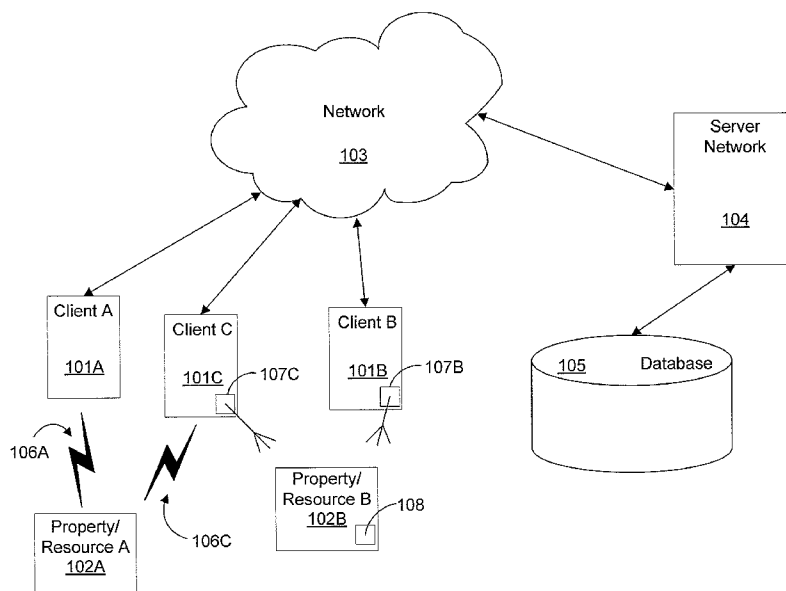 Network
103
Server
Network
104
Client A
101A
Client C
101C
107C
Client B
101B
107B
105 Database
106A
106C
Property/
Resource B
102B
108
Property/
Resource A
102A